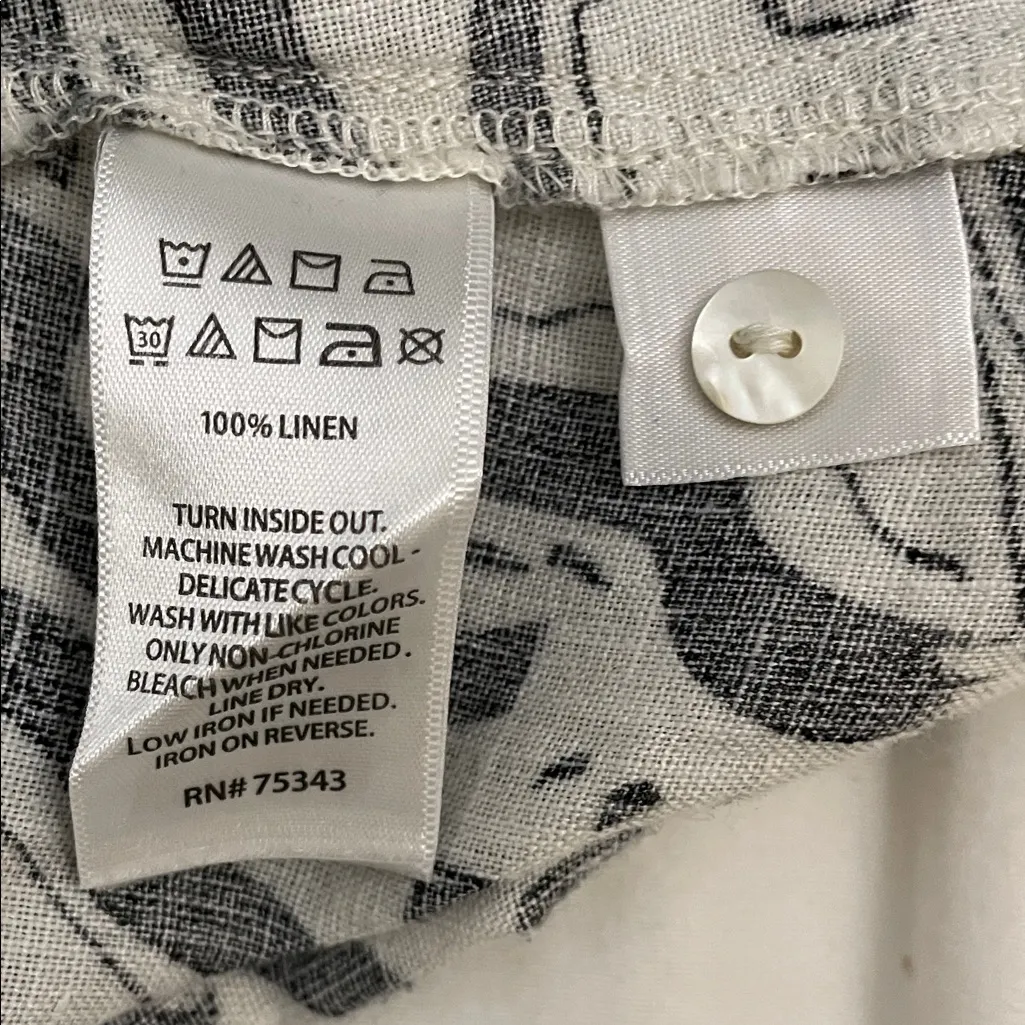 30
100% LINEN
TURN INSIDE OUT.
MACHINE WASH COOL -
DELICATE CYCLE.
WASH WITH LIKE COLORS.
ONLY NON-CHLORINE
BLEACH WHEN NEEDED.
LINE DRY.
LOW IRON IF NEEDED.
IRON ON REVERSE.
RN# 75343